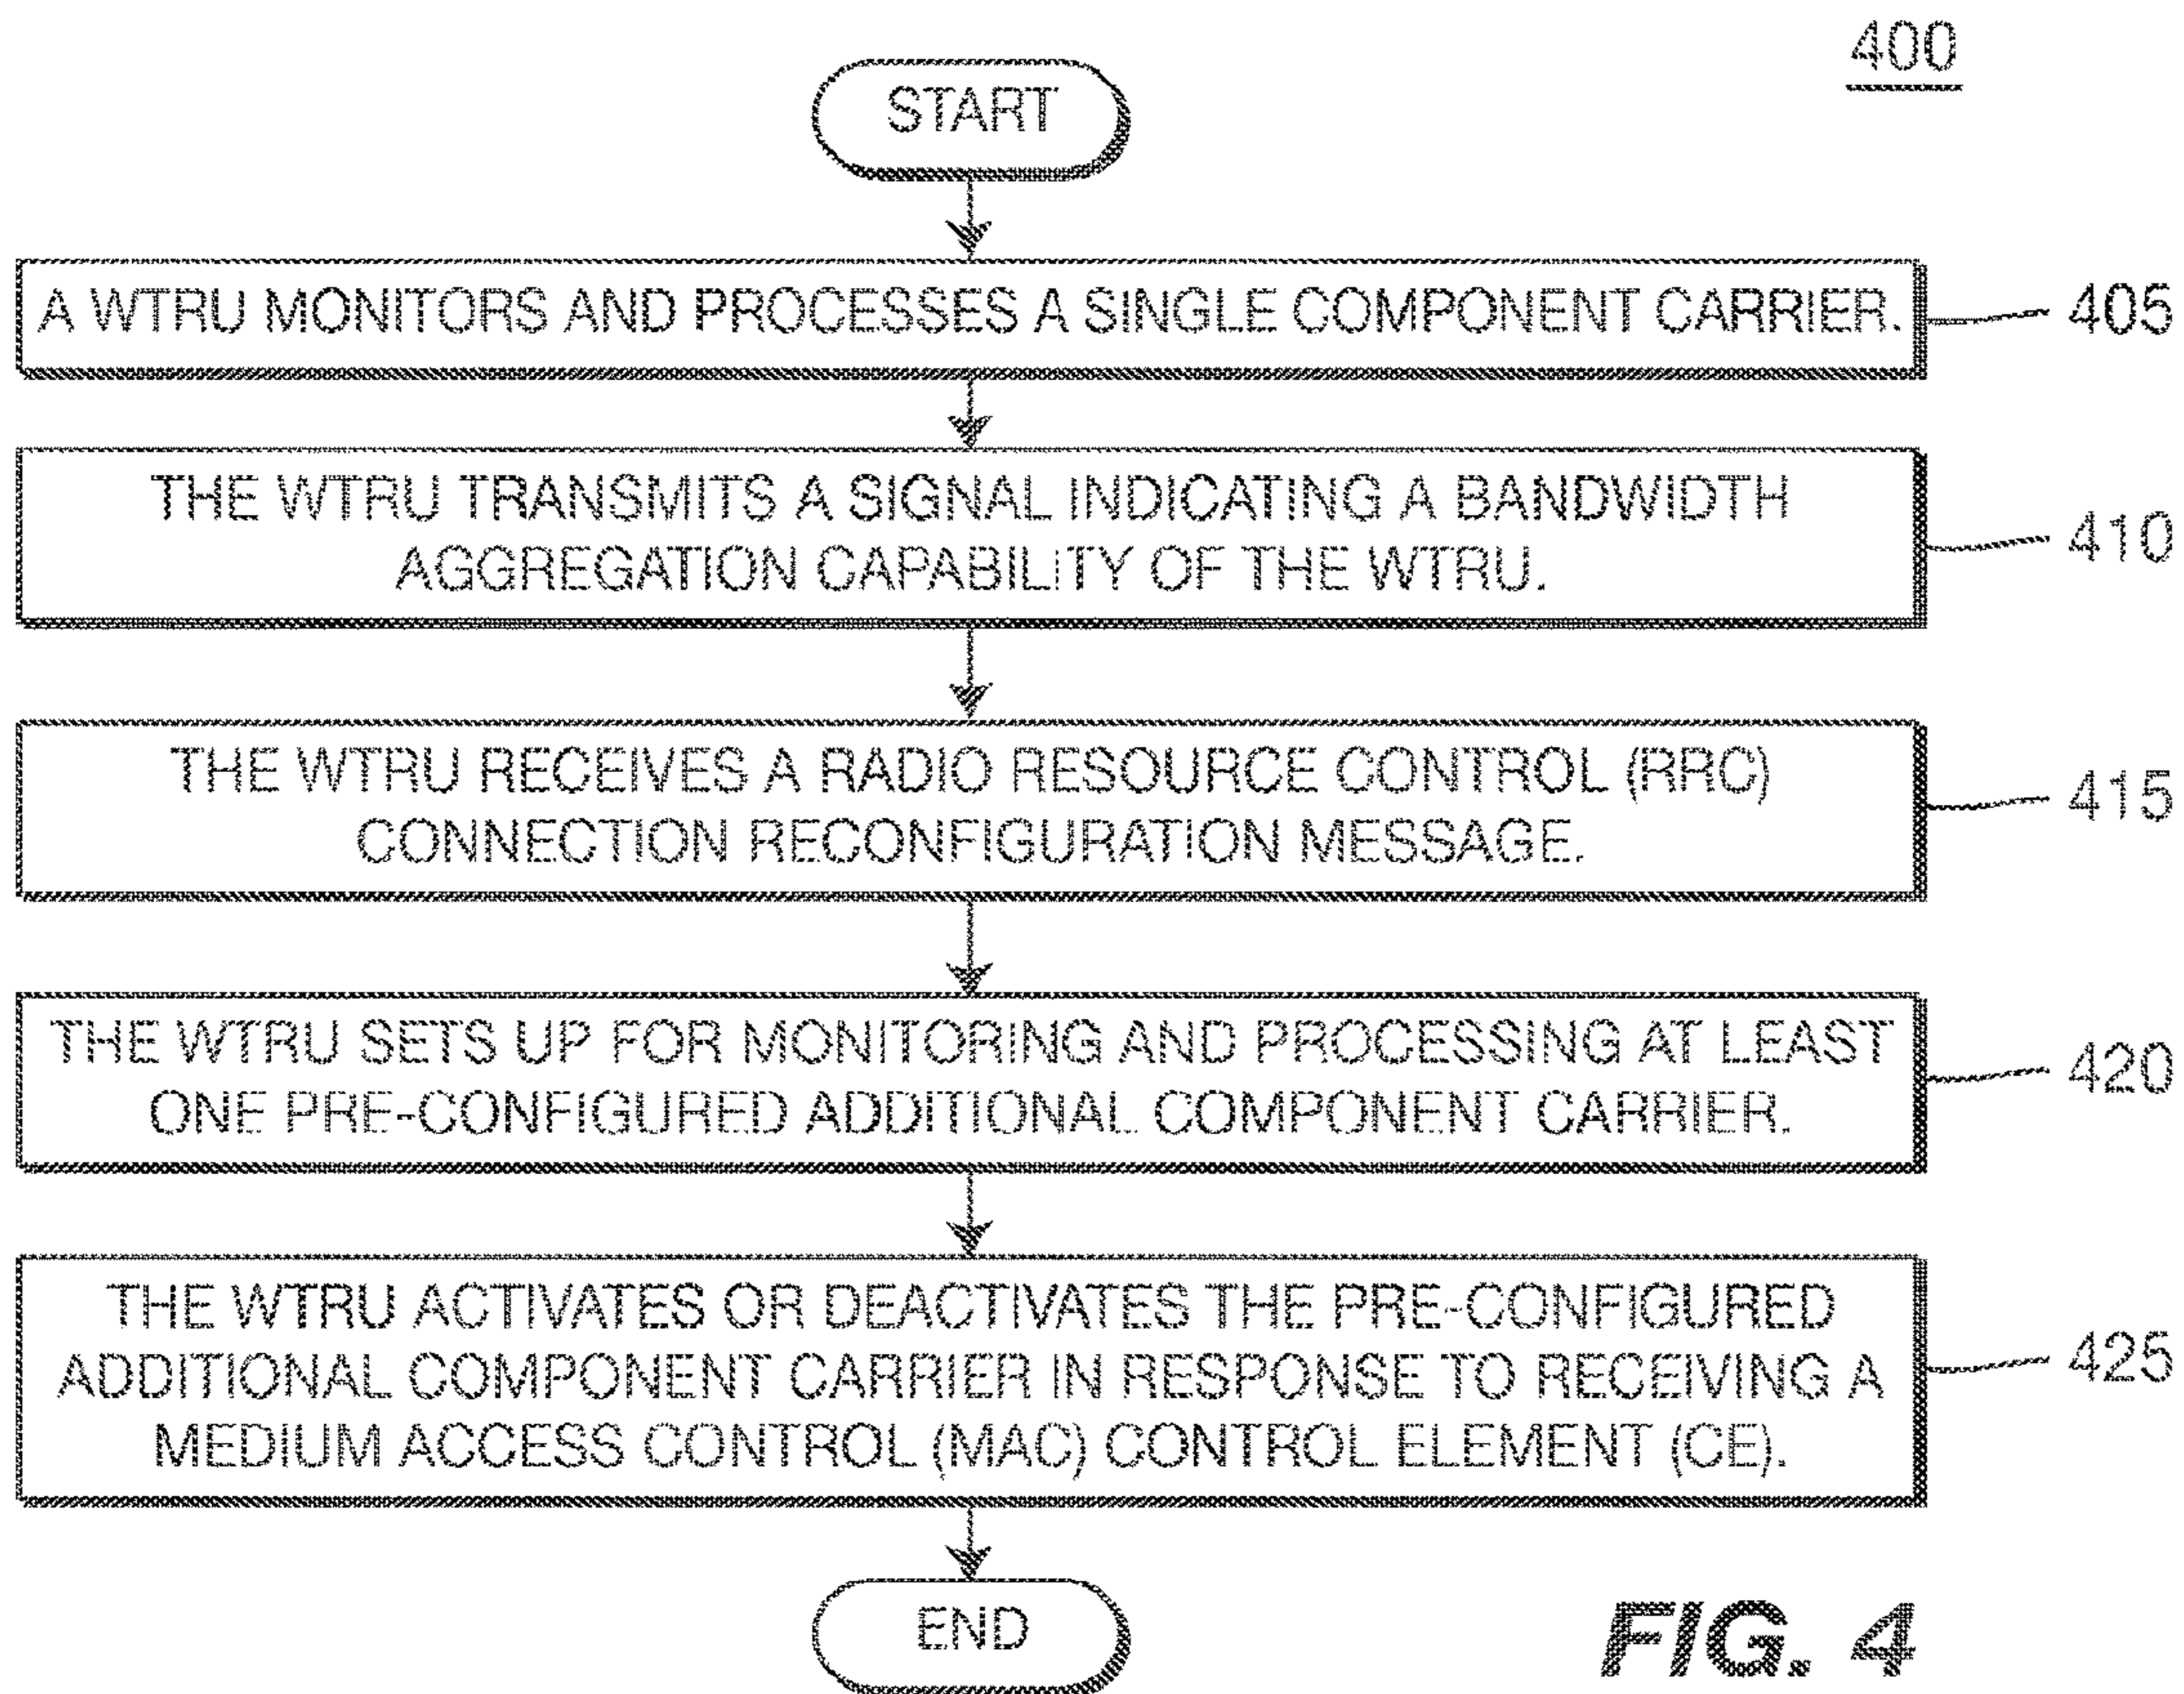 400
START
A WTRU MONITORS AND PROCESSES A SINGLE COMPONENT CARRIER.
405
THE WTRU TRANSMITS A SIGNAL INDICATING A BANDWIDTH
AGGREGATION CAPABILITY OF THE WTRU.
410
THE WTRU RECEIVES A RADIO RESOURCE CONTROL (RRC)
CONNECTION RECONFIGURATION MESSAGE.
415
THE WTRU SETS UP FOR MONITORING AND PROCESSING AT LEAST
ONE PRE-CONFIGURED ADDITIONAL COMPONENT CARRIER.
420
THE WTRU ACTIVATES OR DEACTIVATES THE PRE-CONFIGURED
ADDITIONAL COMPONENT CARRIER IN RESPONSE TO RECEIVING A
MEDIUM ACCESS CONTROL (MAC) CONTROL ELEMENT (CE).
425
END
FIG. 4